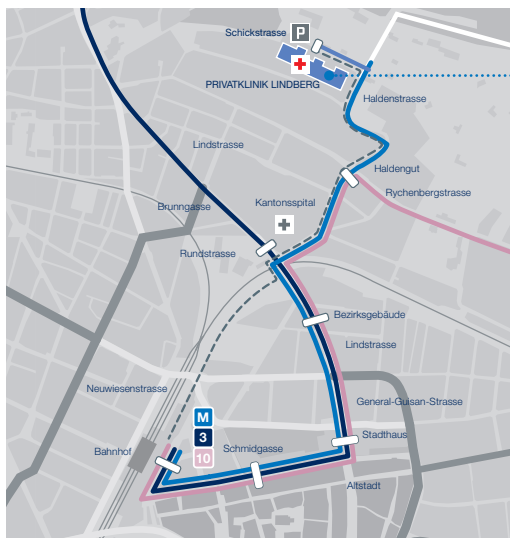 Schickstrasse
P
PRIVATKLINIK LINDBERG
Haldenstrasse
Lindstrasse
Haldengut
Rychenbergstrasse
Brunngasse
Kantonsspital
Rundstrasse
Bezirksgebäude
Lindstrasse
Neuwiesenstrasse
General-Guisan-Strasse
M
3
10
Stadthaus
Schmidgasse
Bahnhof
Altstadt